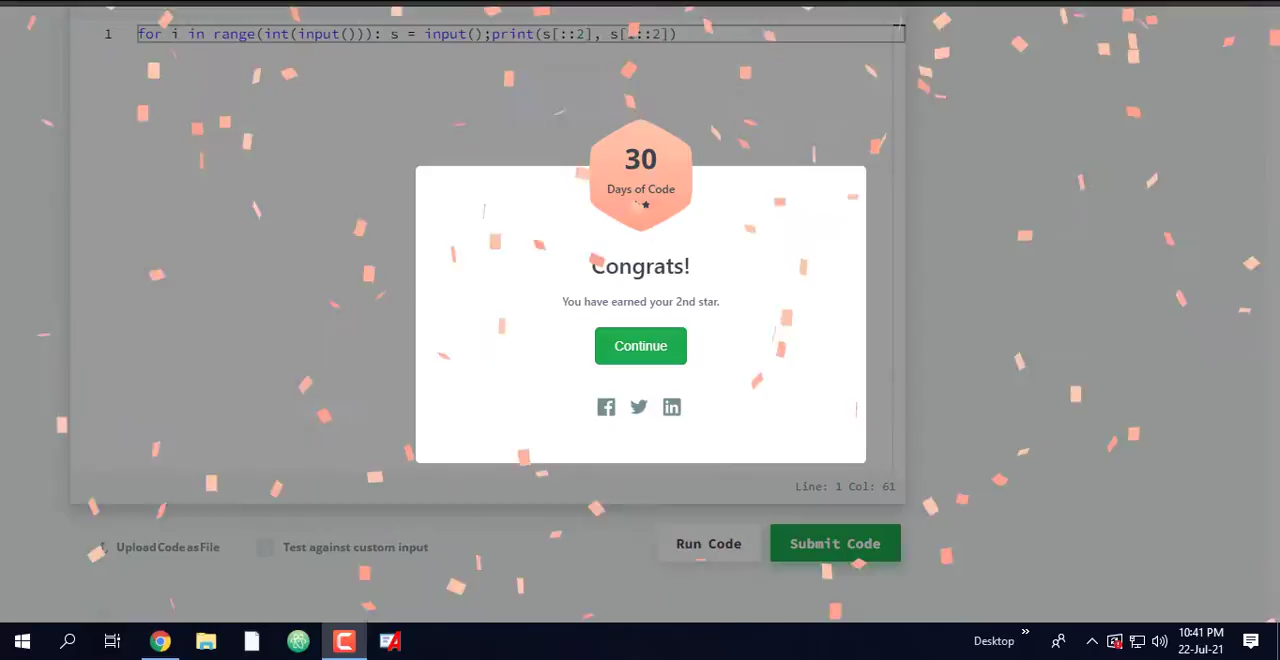 1 for i in range(int(input())): s = input();print(s[::2], s[1::2])
30
Days of Code
Congrats!
You have earned your 2nd star.
Continue
Line: 1 Col: 61
Upload Code as File
Test against custom input
Run Code
Submit Code
Desktop
10:41 PM
22-Jul-21